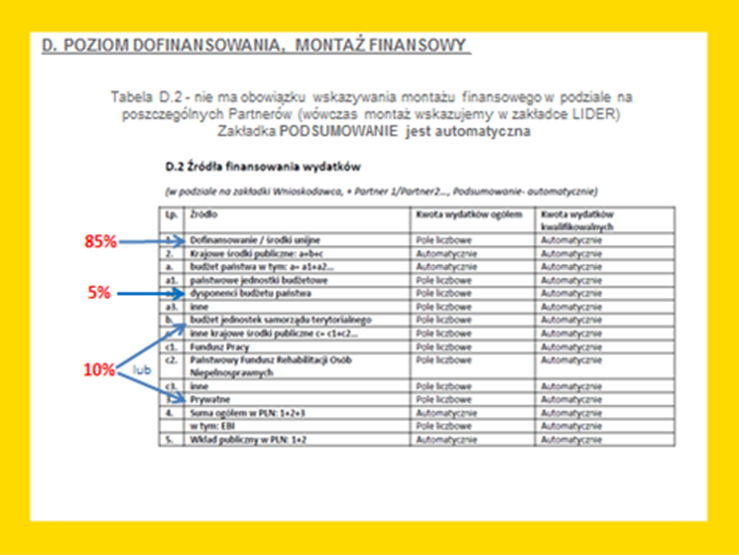 D. POZIOM DOFINANSOWANIA, MONTAŻ FINANSOWY
Tabela D.2 - nie ma obowiązku wskazywania montażu finansowego w podziale na
poszczególnych Partnerów (wówczas montaż wskazujemy w zakładce LIDER)
Zakładka PODSUMOWANIE jest automatyczna
D.2 Źródła finansowania wydatków
(w podziale na zakładki Wnioskodawca, + Partner 1/Partner2..., Podsumowanie- automatycznie)
Lp. Źródło Kwota wydatków ogółem Kwota wydatków
kwalifikowalnych
85% 1. Dofinansowanie / środki unijne Pole liczbowe Automatycznie
2. Krajowe środki publiczne: a+b+c Automatycznie Automatycznie
a. budżet państwa w tym: a= a1+a2... Automatycznie Automatycznie
a1. państwowe jednostki budżetowe Pole liczbowe Automatycznie
5% dysponenci budżetu państwa Pole liczbowe Automatycznie
a3. inne Pole liczbowe Automatycznie
b. budżet jednostek samorządu terytorialnego Pole liczbowe Automatycznie
inne krajowe środki publiczne c= c1+c2... Pole liczbowe Automatycznie
c1. Fundusz Pracy Pole liczbowe Automatycznie
10% lub c2. Państwowy Fundusz Rehabilitacji Osób Pole liczbowe Automatycznie
Niepełnosprawnych
c3. inne Pole liczbowe Automatycznie
3. Prywatne Pole liczbowe Automatycznie
4. Suma ogółem w PLN: 1+2+3 Automatycznie Automatycznie
w tym: EBI Pole liczbowe Automatycznie
5. Wkład publiczny w PLN: 1+2 Automatycznie Automatycznie